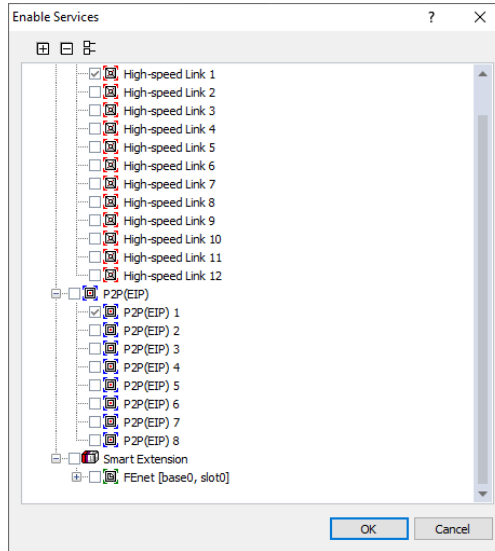 Enable Services
High-speed Link 1
High-speed Link 2
High-speed Link 3
High-speed Link 4
High-speed Link 5
High-speed Link 6
High-speed Link 7
High-speed Link 8
High-speed Link 9
High-speed Link 10
High-speed Link 11
High-speed Link 12
P2P(EIP)
P2P(EIP) 1
P2P(EIP) 2
P2P(EIP) 3
P2P(EIP) 4
P2P(EIP) 5
P2P(EIP) 6
P2P(EIP) 7
P2P(EIP) 8
Smart Extension
FEnet [base0, slot0]
OK Cancel